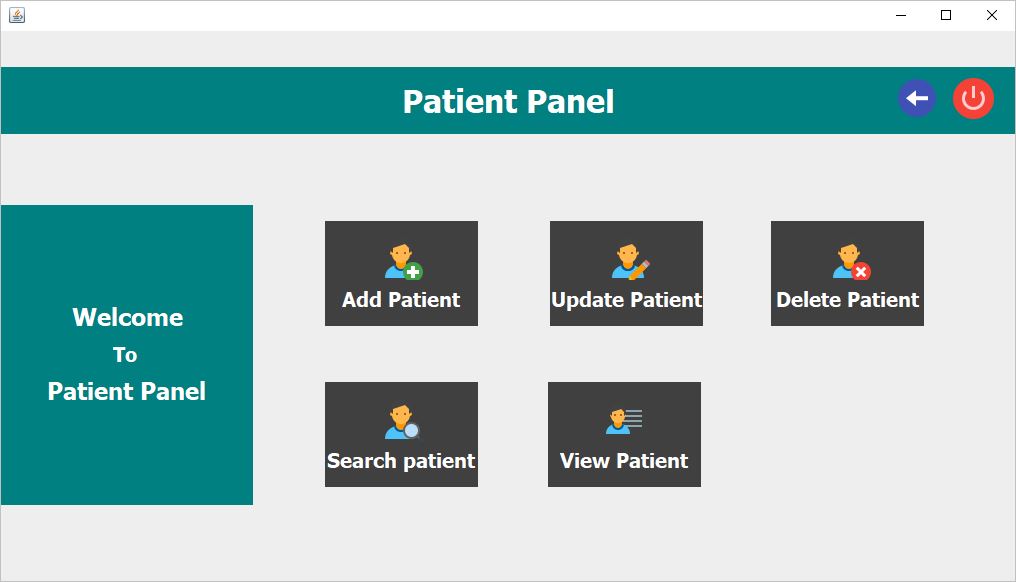 Patient Panel
Welcome
To
Patient Panel
Add Patient
Update Patient
Delete Patient
Search patient
View Patient